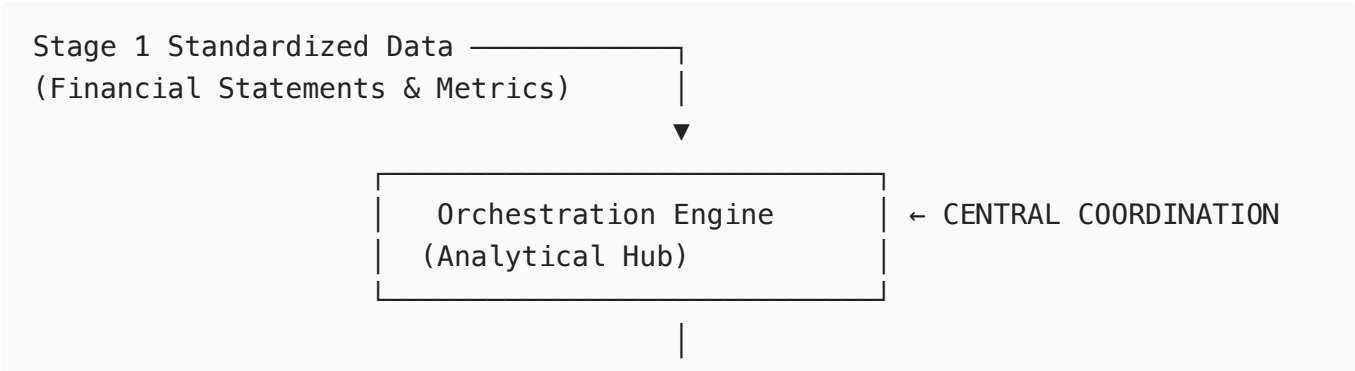 Stage 1 Standardized Data
(Financial Statements & Metrics)
▼
Orchestration Engine ← CENTRAL COORDINATION
(Analytical Hub)